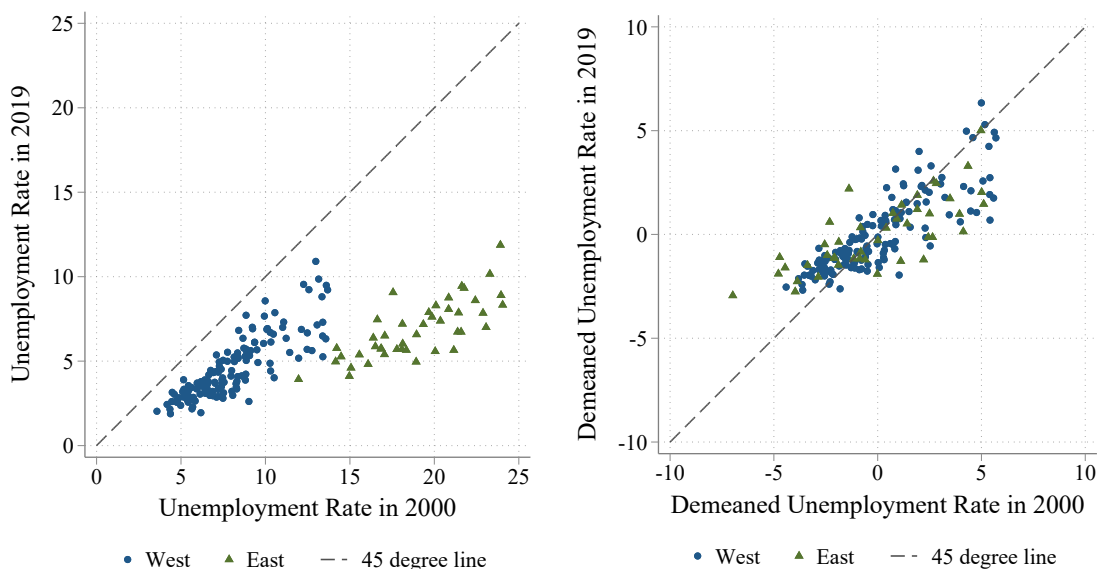 Unemployment Rate in 2019
25
20
15
10
5
0
0 5 10 15 20 25
Unemployment Rate in 2000
West East 45 degree line
Demeaned Unemployment Rate in 2019
10
5
0
-5
-10
-10 -5 0 5 10
Demeaned Unemployment Rate in 2000
West East 45 degree line